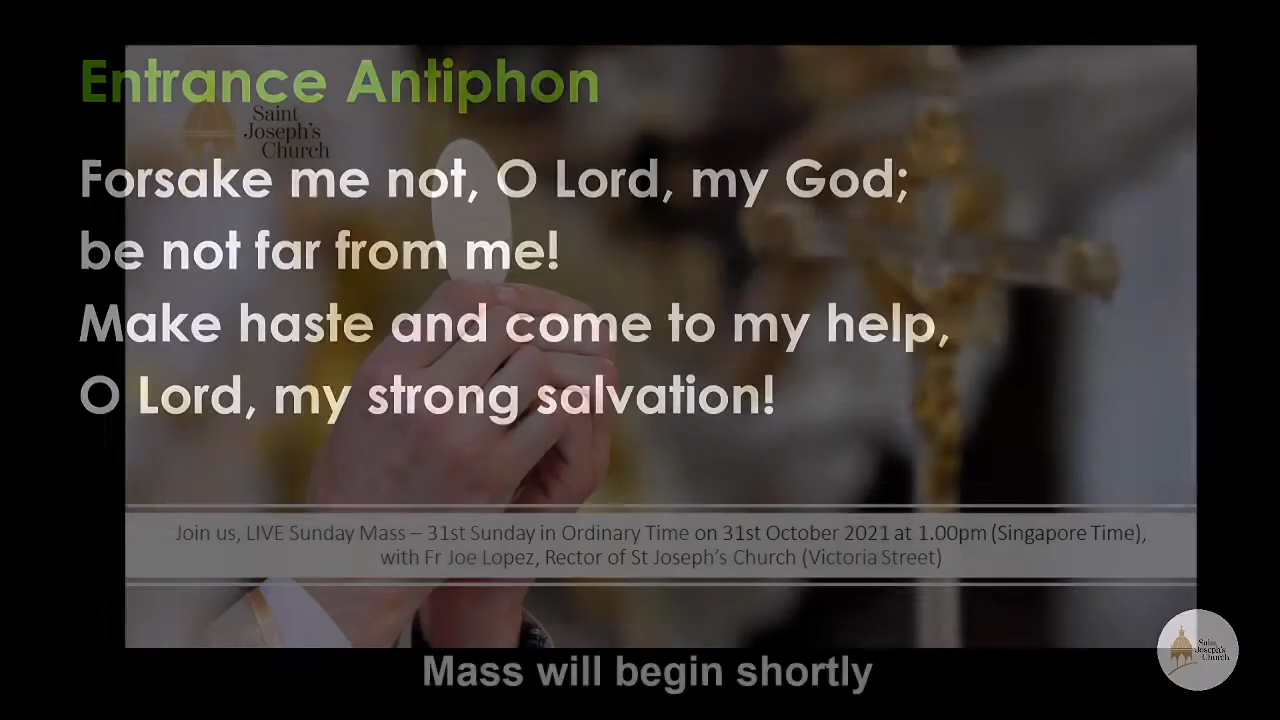 Entrance Antiphon
Saint
Joseph's
Church
Forsake me not, O Lord, my God;
be not far from me!
Make haste and come to my help,
O Lord, my strong salvation!
Join us, LIVE Sunday Mass – 31st Sunday in Ordinary Time on 31st October 2021 at 1.00pm (Singapore Time),
with Fr Joe Lopez, Rector of St Joseph's Church (Victoria Street)
Saint
Joseph's
Church
Mass will begin shortly